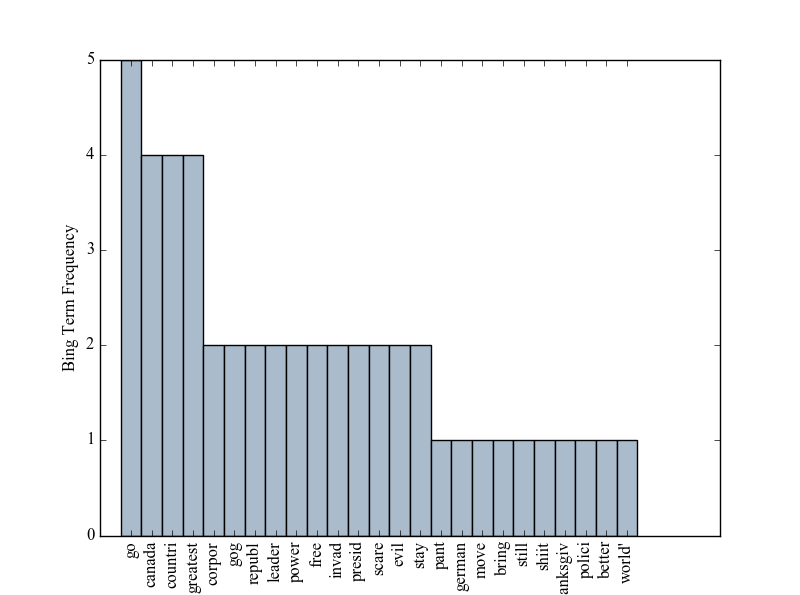 5
4
3
2
1
0
Bing Term Frequency
go
canada
countri
greatest
corpor
gog
republ
leader
power
free
invad
presid
scare
evil
stay
pant
german
move
bring
still
shiit
anksgiv
polici
better
world'